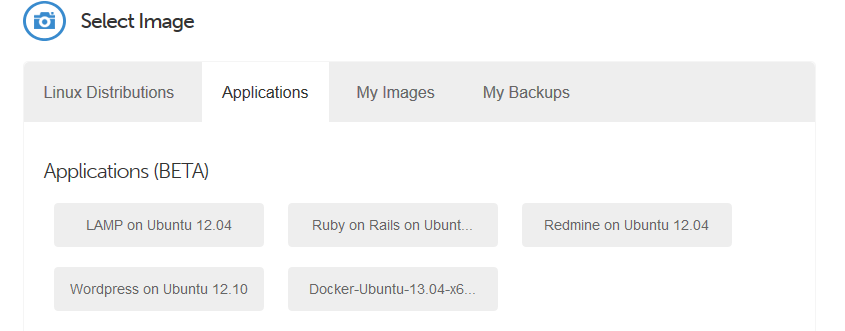 Select Image
Linux Distributions Applications My Images My Backups
Applications (BETA)
LAMP on Ubuntu 12.04 Ruby on Rails on Ubunt... Redmine on Ubuntu 12.04
Wordpress on Ubuntu 12.10 Docker-Ubuntu-13.04-x6...